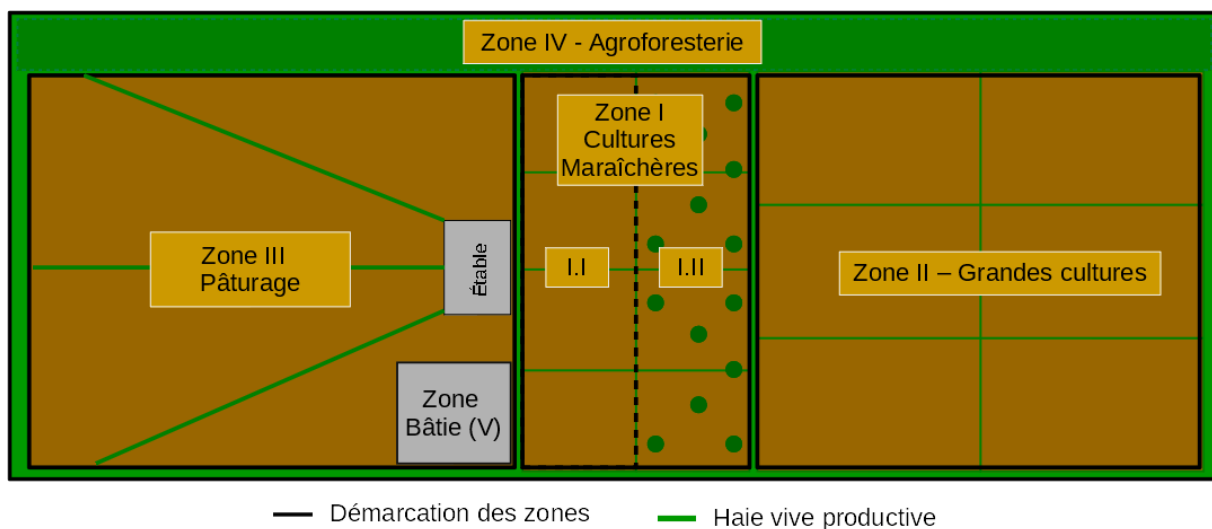 Zone IV - Agroforesterie
Zone I
Cultures
Maraîchères
Zone III
Pâturage
Étable
I.I
I.II
Zone II – Grandes cultures
Zone
Bâtie (V)
Démarcation des zones
Haie vive productive